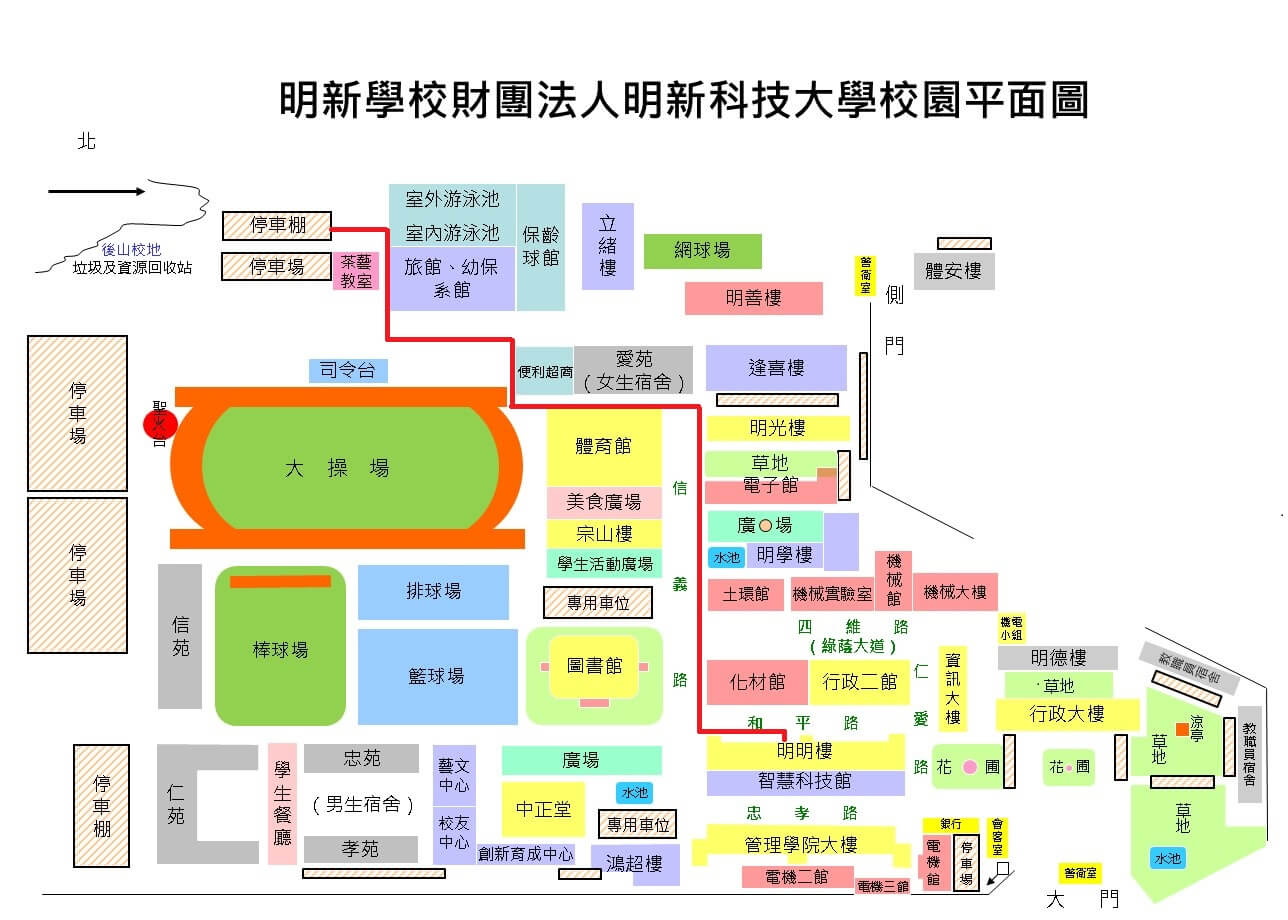 明新學校財團法人明新科技大學校園平面圖
北
後山校地
垃圾及資源回收站
停車棚
停車場
茶藝
教室
室外游泳池
室內游泳池
旅館、幼保
系館
保齡
球館
立緒樓
網球場
明善樓
警衛室
側門
體安樓
停車場
停車場
聖火台
司令台
大操場
便利超商
愛苑
(女生宿舍)
逢喜樓
明光樓
草地
電子館
廣場
水池
明學樓
體育館
美食廣場
宗山樓
學生活動廣場
專用車位
信義路
土環館
機械實驗室
機械館
機械大樓
四維路
(綠蔭大道)
信苑
棒球場
排球場
籃球場
圖書館
化材館
行政二館
仁愛路
資訊大樓
機電
小組
明德樓
草地
行政大樓
教職員宿舍
涼亭
草地
教職員宿舍
和平路
明明樓
智慧科技館
花圃
花圃
草地
水池
停車棚
仁苑
學生餐廳
忠苑
(男生宿舍)
孝苑
藝文
中心
校友
中心
廣場
中正堂
水池
專用車位
創新育成中心
鴻超樓
忠孝路
管理學院大樓
電機二館
電機三館
銀行
電機館
停車場
會客室
警衛室
大門